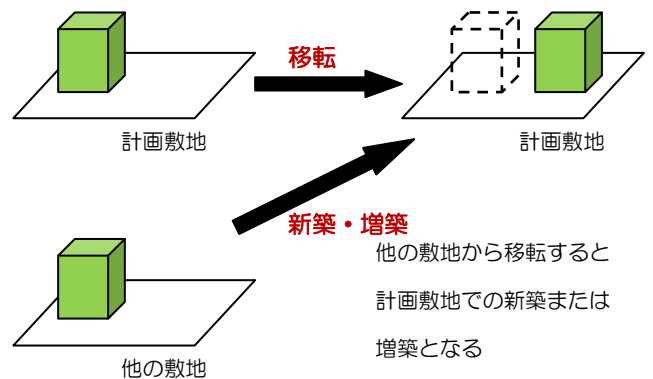 移転
計画敷地
計画敷地
新築・増築
他の敷地から移転すると
計画敷地での新築または
増築となる
他の敷地